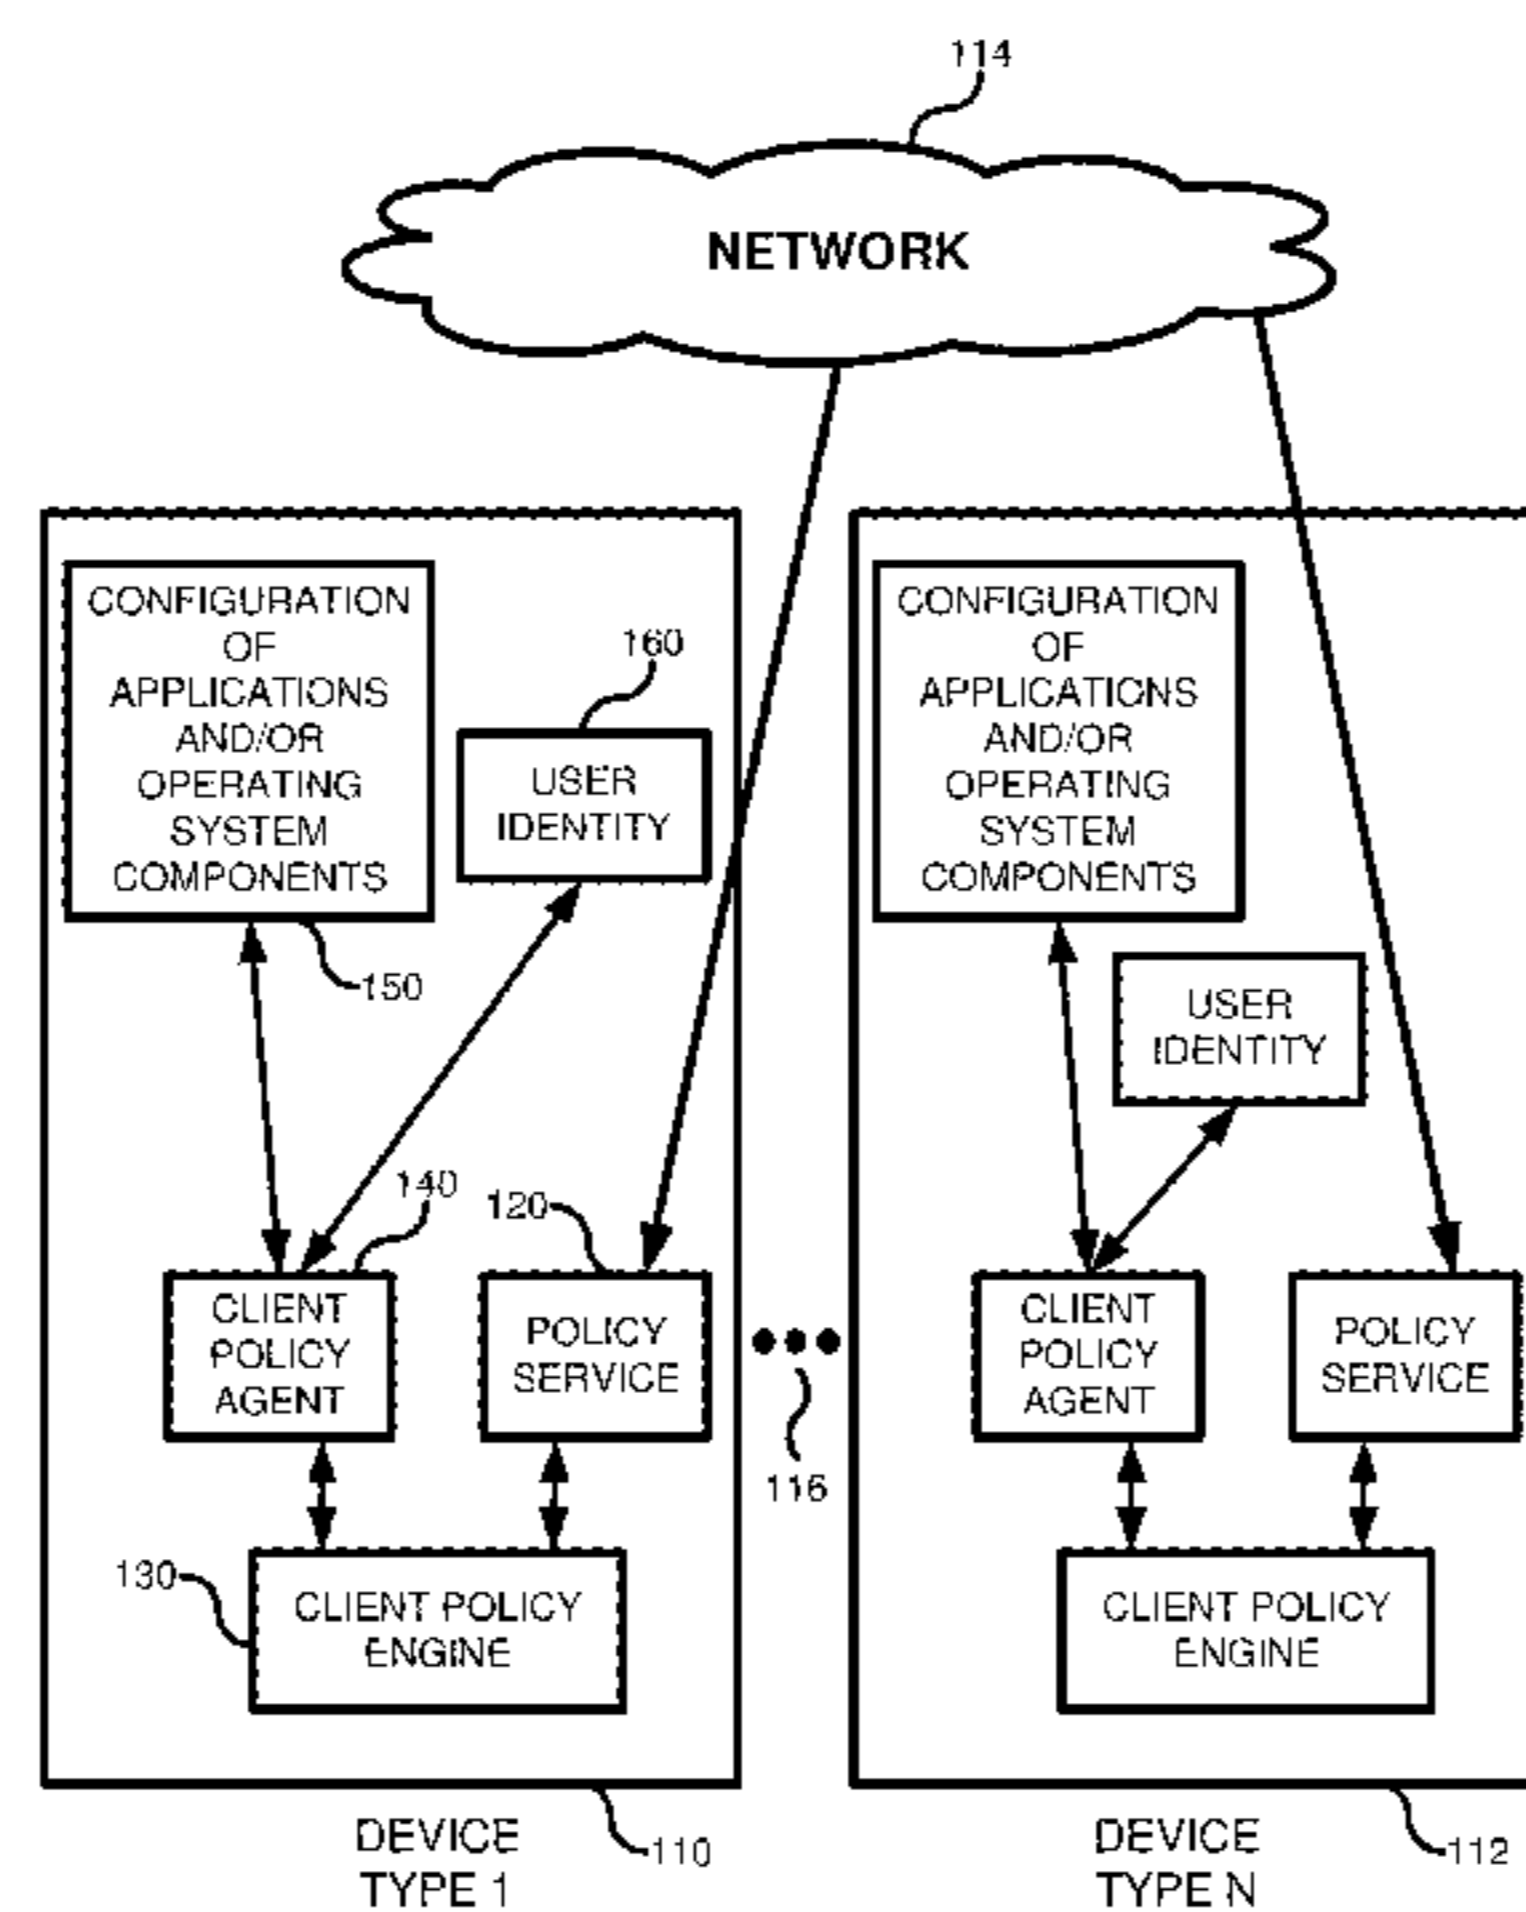 114
NETWORK
CONFIGURATION
OF
APPLICATIONS
AND/OR
OPERATING
SYSTEM
COMPONENTS
160
USER
IDENTITY
150
140
120
CLIENT
POLICY
AGENT
POLICY
SERVICE
130
CLIENT POLICY
ENGINE
DEVICE
TYPE 1
110
116
CONFIGURATION
OF
APPLICATIONS
AND/OR
OPERATING
SYSTEM
COMPONENTS
USER
IDENTITY
CLIENT
POLICY
AGENT
POLICY
SERVICE
CLIENT POLICY
ENGINE
DEVICE
TYPE N
112